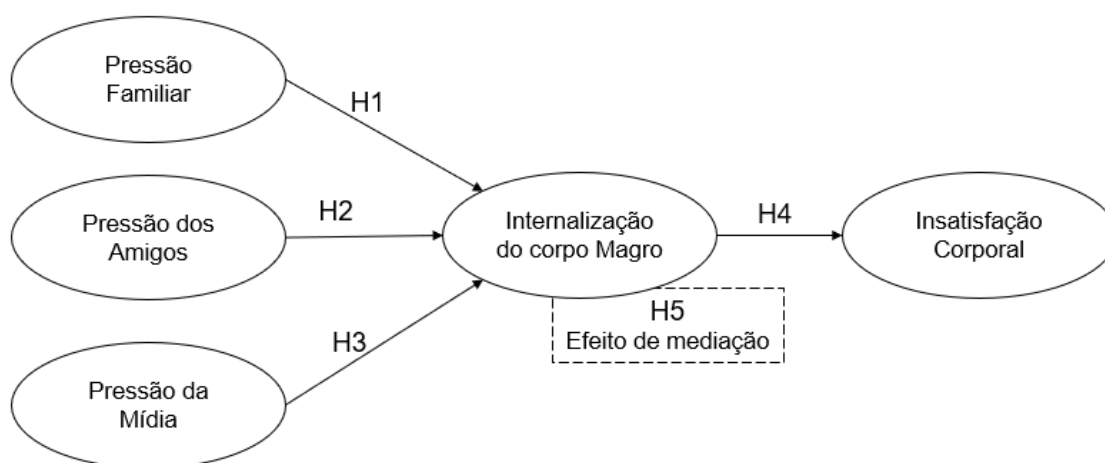 Pressão
Familiar
H1
Pressão dos
Amigos
H2
Internalização
do corpo Magro
H4
Insatisfação
Corporal
H5
Efeito de mediação
H3
Pressão da
Mídia